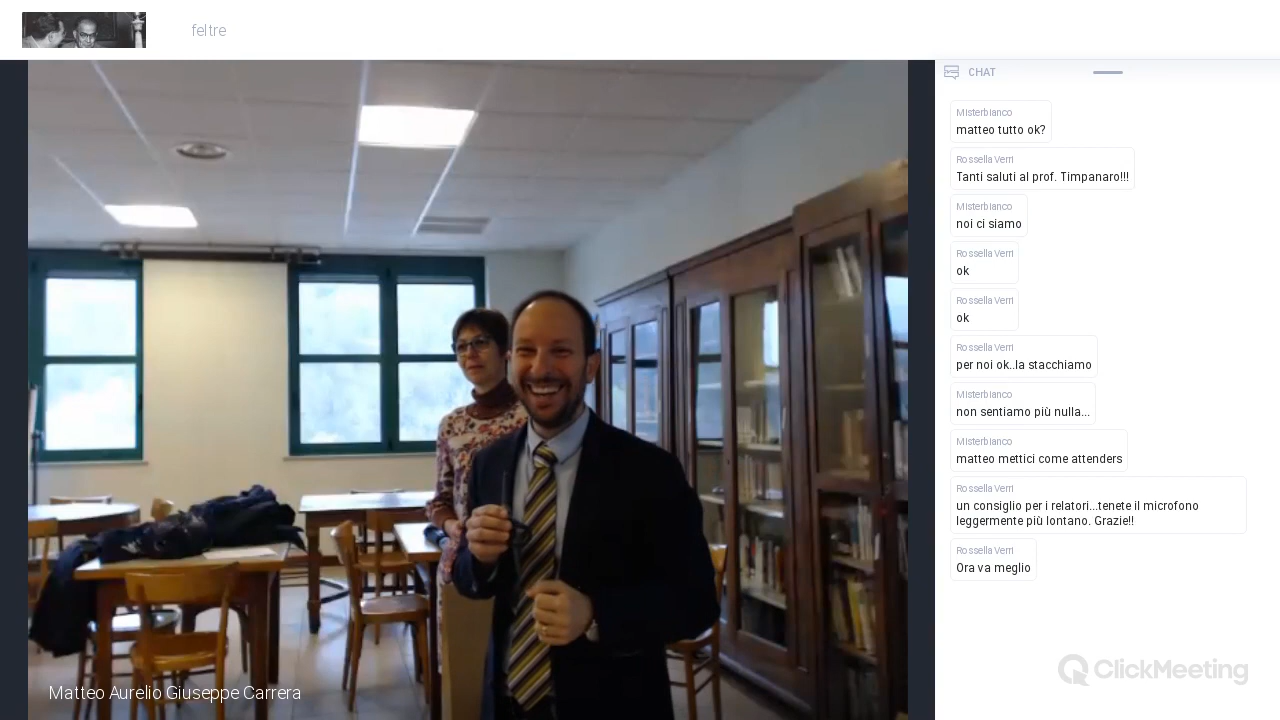 feltre
CHAT
Misterbianco
matteo tutto ok?
Rossella Verri
Tanti saluti al prof. Timpanaro!!!
Misterbianco
noi ci siamo
Rossella Verri
ok
Rossella Verri
ok
Rossella Verri
per noi ok..la stacchiamo
Misterbianco
non sentiamo più nulla...
Misterbianco
matteo mettici come attenders
Rossella Verri
un consiglio per i relatori...tenete il microfono
leggermente più lontano. Grazie!!
Rossella Verri
Ora va meglio
Matteo Aurelio Giuseppe Carrera
ClickMeeting